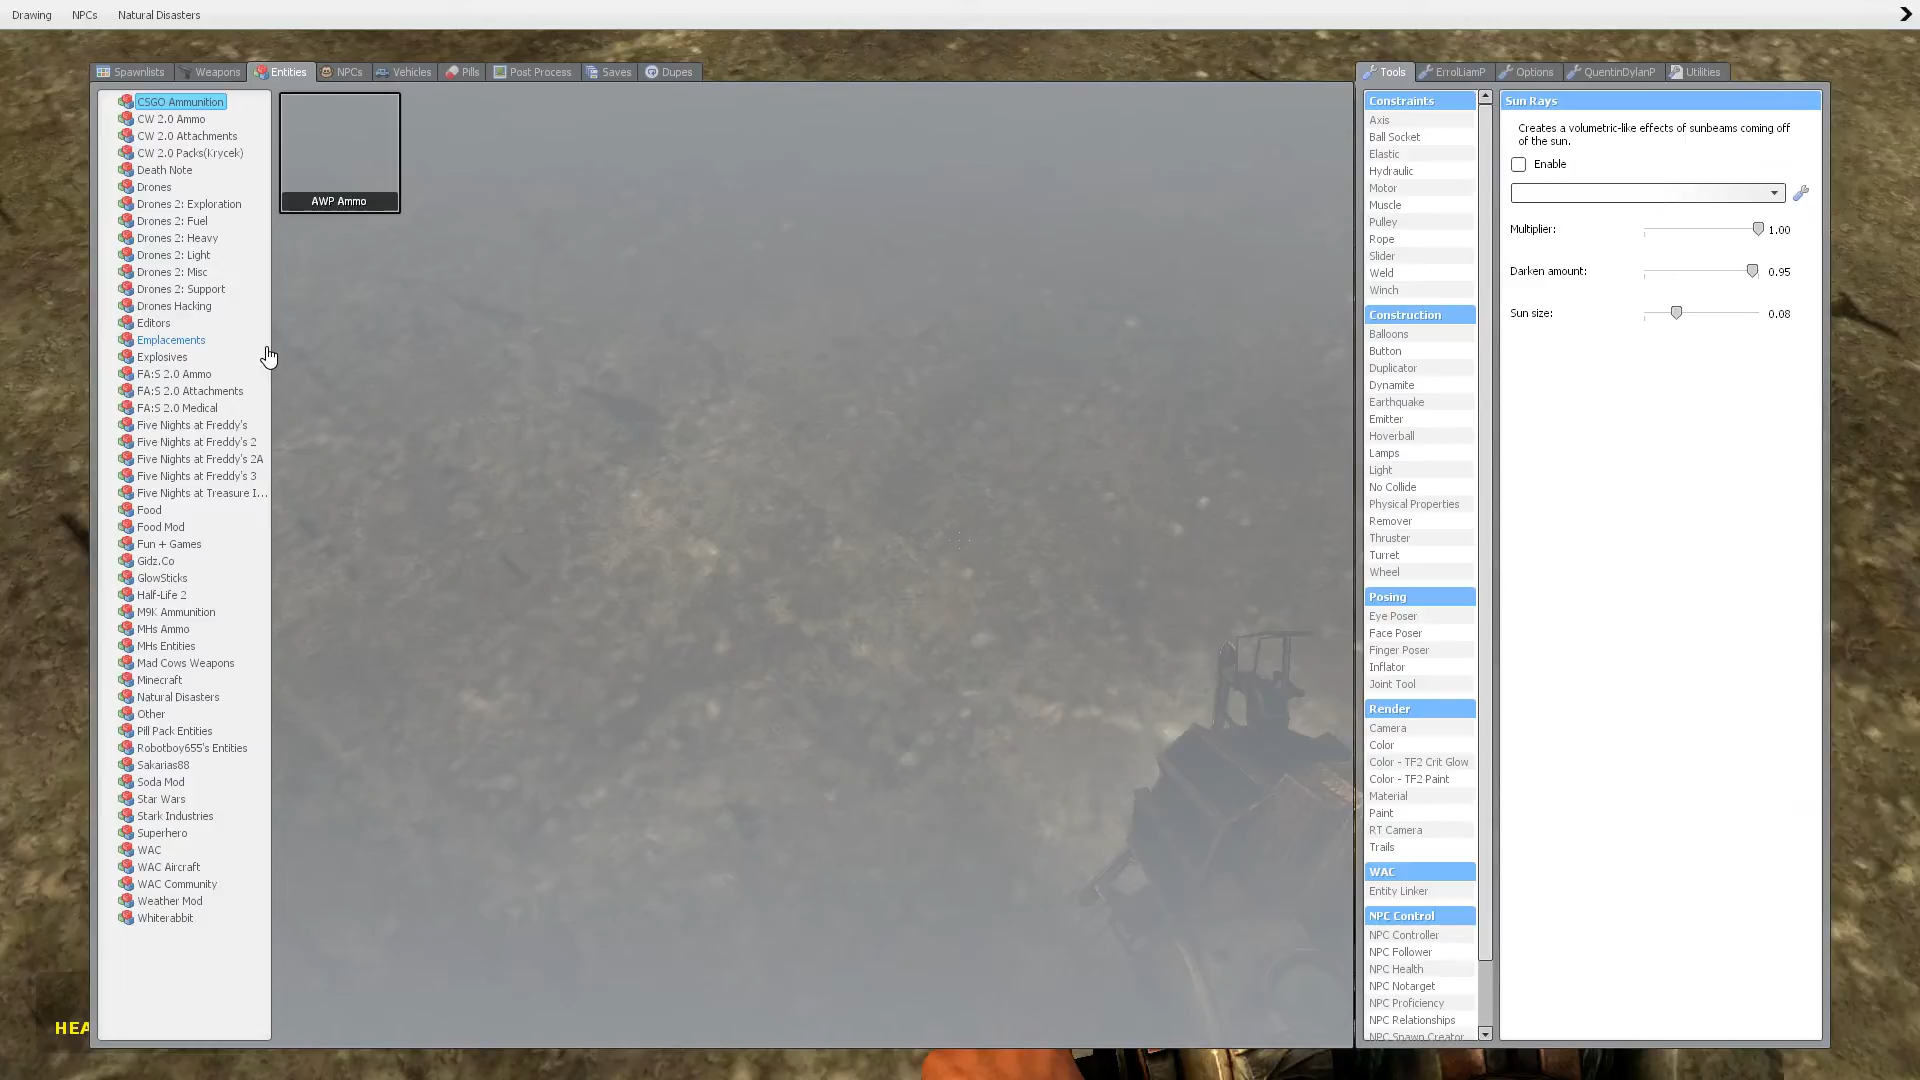 Drawing NPCs Natural Disasters
Spawnlists Weapons Entities NPCs Vehicles Pills Post Process Saves Dupes
CSGO Ammunition
CW 2.0 Ammo
CW 2.0 Attachments
CW 2.0 Packs(Krycek)
Death Note
Drones
Drones 2: Exploration
Drones 2: Fuel
Drones 2: Heavy
Drones 2: Light
Drones 2: Misc
Drones 2: Support
Drones Hacking
Editors
Emplacements
Explosives
FA:S 2.0 Ammo
FA:S 2.0 Attachments
FA:S 2.0 Medical
Five Nights at Freddy's
Five Nights at Freddy's 2
Five Nights at Freddy's 2A
Five Nights at Freddy's 3
Five Nights at Treasure I...
Food
Food Mod
Fun + Games
Gidz.Co
GlowSticks
Half-Life 2
M9K Ammunition
MHs Ammo
MHs Entities
Mad Cows Weapons
Minecraft
Natural Disasters
Other
Pill Pack Entities
Robotboy655's Entities
Sakarias88
Soda Mod
Star Wars
Stark Industries
Superhero
WAC
WAC Aircraft
WAC Community
Weather Mod
Whiterabbit
AWP Ammo
HEA
Tools ErrolLiamP Options QuentinDylanP Utilities
Constraints
Axis
Ball Socket
Elastic
Hydraulic
Motor
Muscle
Pulley
Rope
Slider
Weld
Winch
Construction
Balloons
Button
Duplicator
Dynamite
Earthquake
Emitter
Hoverball
Lamps
Light
No Collide
Physical Properties
Remover
Thruster
Turret
Wheel
Posing
Eye Poser
Face Poser
Finger Poser
Inflator
Joint Tool
Render
Camera
Color
Color - TF2 Crit Glow
Color - TF2 Paint
Material
Paint
RT Camera
Trails
WAC
Entity Linker
NPC Control
NPC Controller
NPC Follower
NPC Health
NPC Notarget
NPC Proficiency
NPC Relationships
NPC Spawn Creator
Sun Rays
Creates a volumetric-like effects of sunbeams coming off
of the sun.
Enable
Multiplier: 1.00
Darken amount: 0.95
Sun size: 0.08